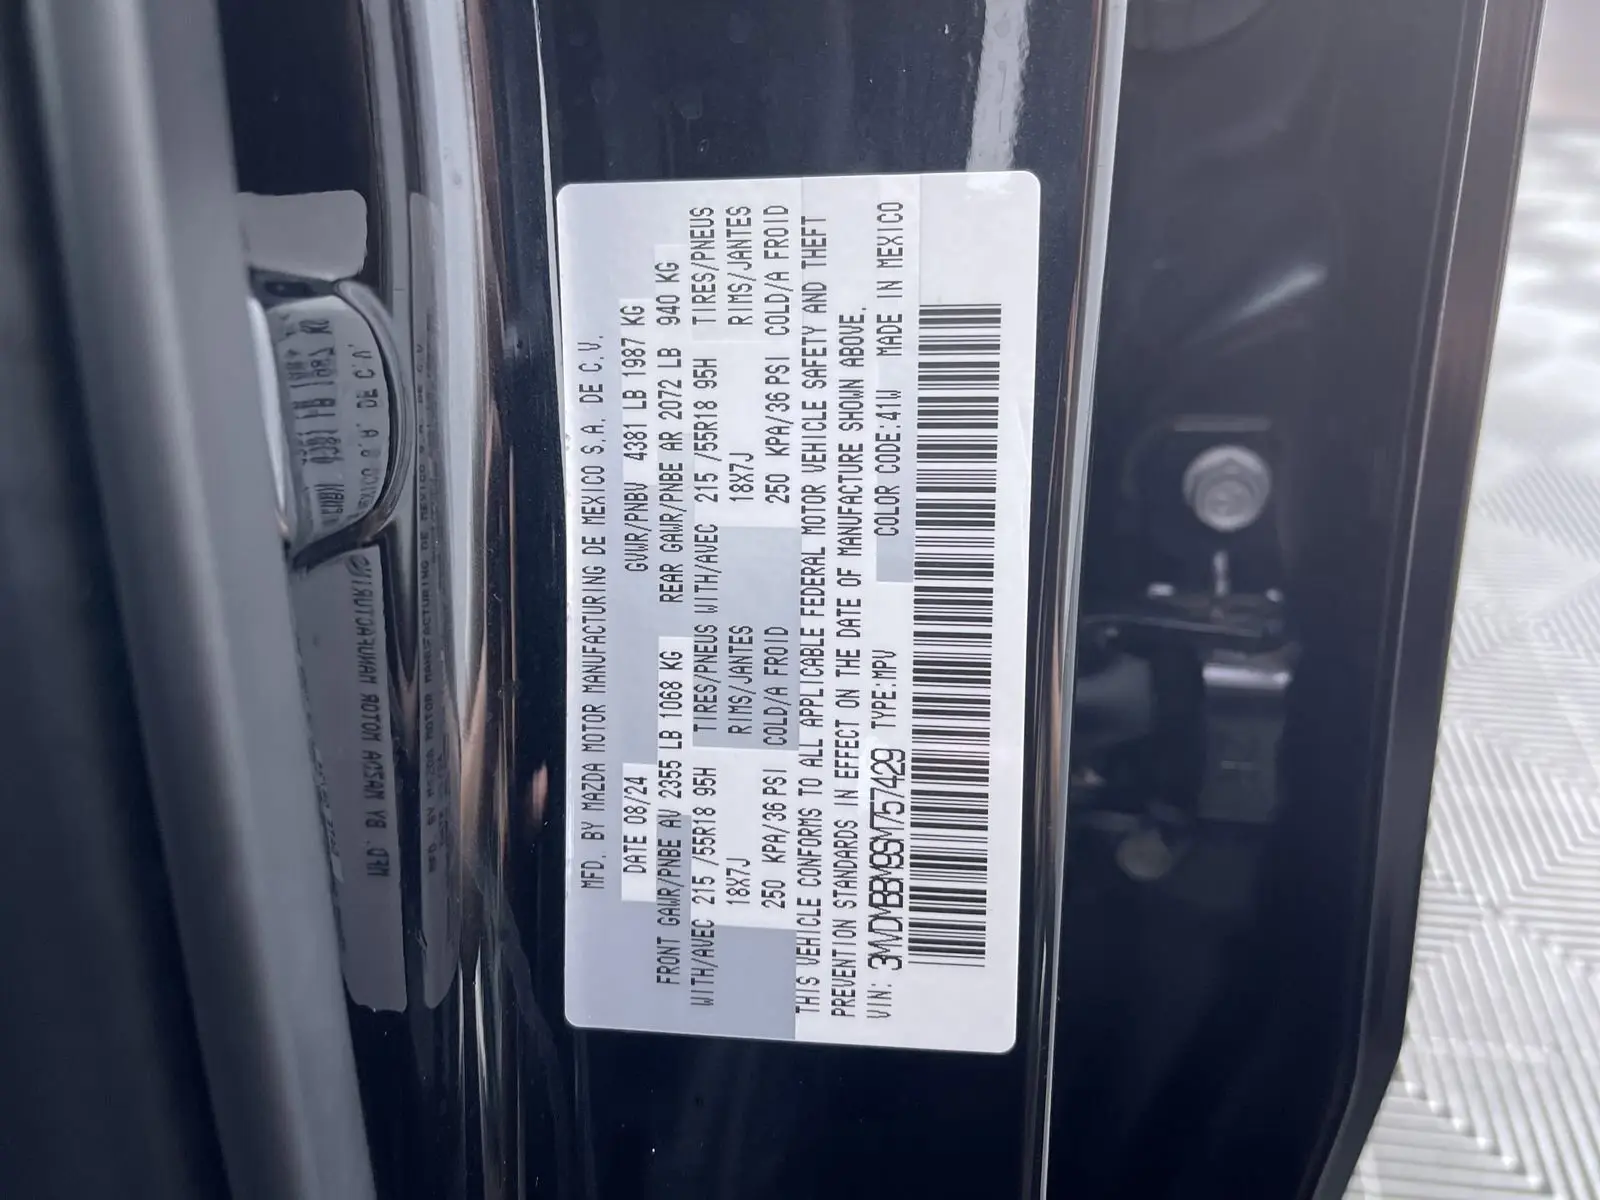 MFD. BY MAZDA MOTOR MANUFACTURING DE MEXICO S.A. DE C.V.
DATE 08/24 GVWR/PNBV 4381 LB 1987 KG
FRONT GAWR/PNBE AV 2355 LB 1068 KG REAR GAWR/PNBE AR 2072 LB 940 KG
WITH/AVEC 215 /55R18 95H TIRES/PNEUS WITH/AVEC 215 /55R18 95H TIRES/PNEUS
18X7J RIMS/JANTES 18X7J RIMS/JANTES
250 KPA/36 PSI COLD/A FROID 250 KPA/36 PSI COLD/A FROID
THIS VEHICLE CONFORMS TO ALL APPLICABLE FEDERAL MOTOR VEHICLE SAFETY AND THEFT
PREVENTION STANDARDS IN EFFECT ON THE DATE OF MANUFACTURE SHOWN ABOVE.
VIN: 3MVDMBBM9SM757429 TYPE:MPV COLOR CODE:41W MADE IN MEXICO